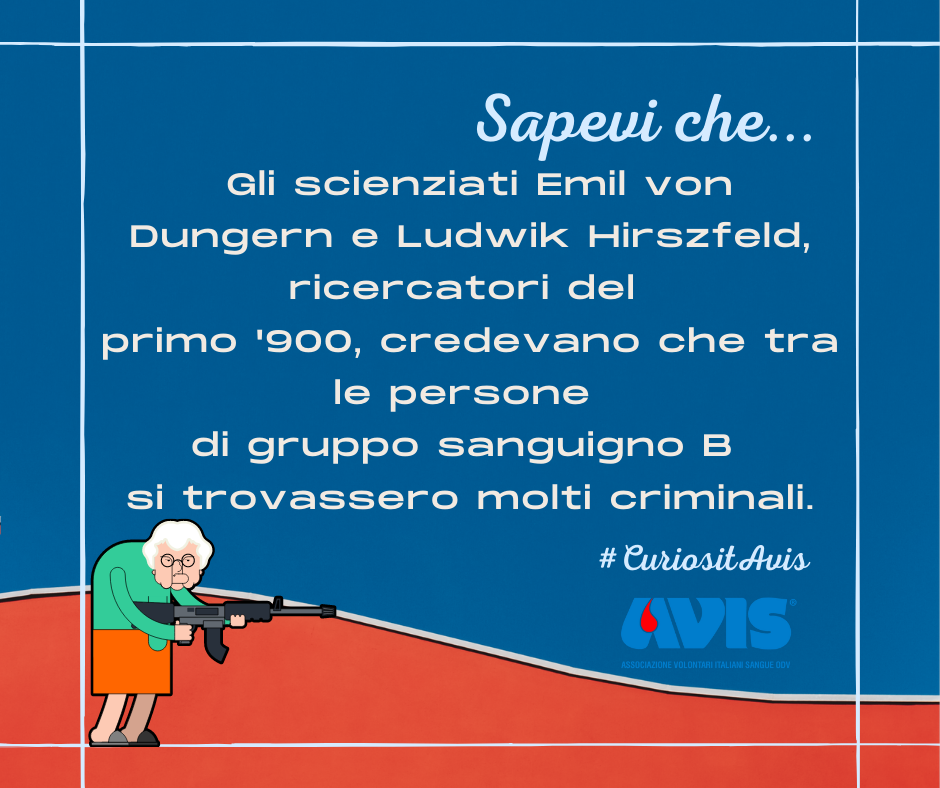 Sapevi che...
Gli scienziati Emil von
Dungern e Ludwik Hirszfeld,
ricercatori del
primo '900, credevano che tra
le persone
di gruppo sanguigno B
si trovassero molti criminali.
#CuriositAvis
AVIS®
ASSOCIAZIONE VOLONTARI ITALIANI SANGUE ODV